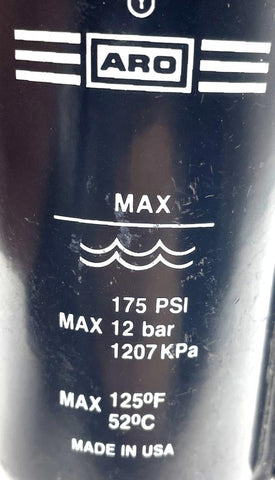 ARO
MAX
175 PSI
MAX 12 bar
1207 KPa
MAX 125ºF
52ºC
MADE IN USA